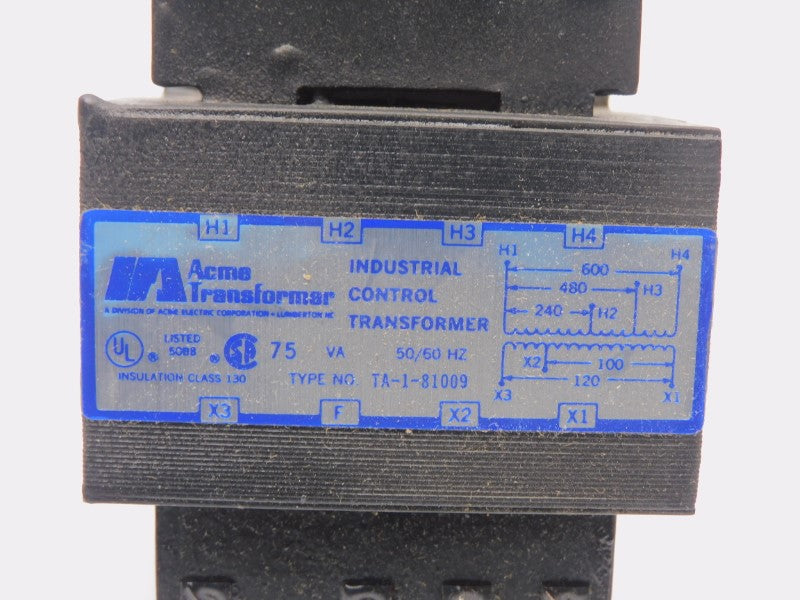 H1 H2 H3 H4
Acme
Transformer
A DIVISION OF ACME ELECTRIC CORPORATION - LUMBERTON NC
INDUSTRIAL
CONTROL
TRANSFORMER
UL ® LISTED
508B
SA ®
75 VA 50/60 HZ
INSULATION CLASS 130 TYPE NO. TA-1-81009
H1 H4
600
480 H3
240 H2
X2 100
120
X3 X1
X3 F X2 X1